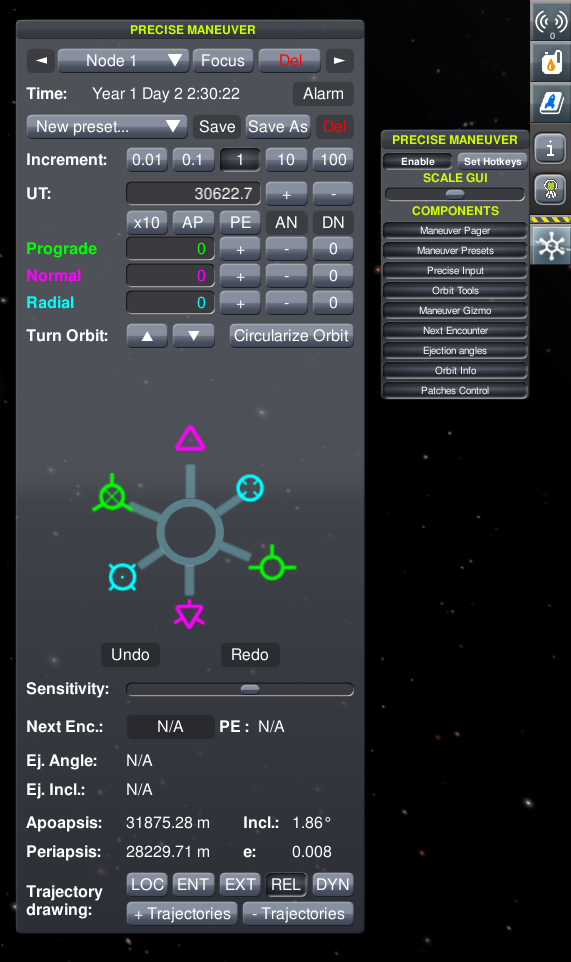 PRECISE MANEUVER
◄ Node 1 ▼ Focus Del ►
Time: Year 1 Day 2 2:30:22 Alarm
New preset... ▼ Save Save As Del
Increment: 0.01 0.1 1 10 100
UT: 30622.7 + -
x10 AP PE AN DN
Prograde 0 + - 0
Normal 0 + - 0
Radial 0 + - 0
Turn Orbit: ▲ ▼ Circularize Orbit
Undo Redo
Sensitivity:
Next Enc.: N/A PE : N/A
Ej. Angle: N/A
Ej. Incl.: N/A
Apoapsis: 31875.28 m Incl.: 1.86°
Periapsis: 28229.71 m e: 0.008
Trajectory drawing: LOC ENT EXT REL DYN
+ Trajectories - Trajectories
PRECISE MANEUVER
Enable Set Hotkeys
SCALE GUI
COMPONENTS
Maneuver Pager
Maneuver Presets
Precise Input
Orbit Tools
Maneuver Gizmo
Next Encounter
Ejection angles
Orbit Info
Patches Control
0
i